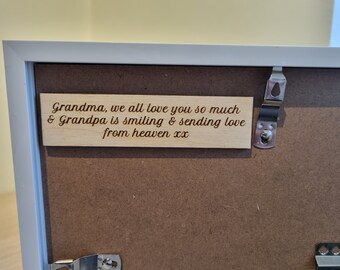 Grandma, we all love you so much
& Grandpa is smiling & sending love
from heaven xx